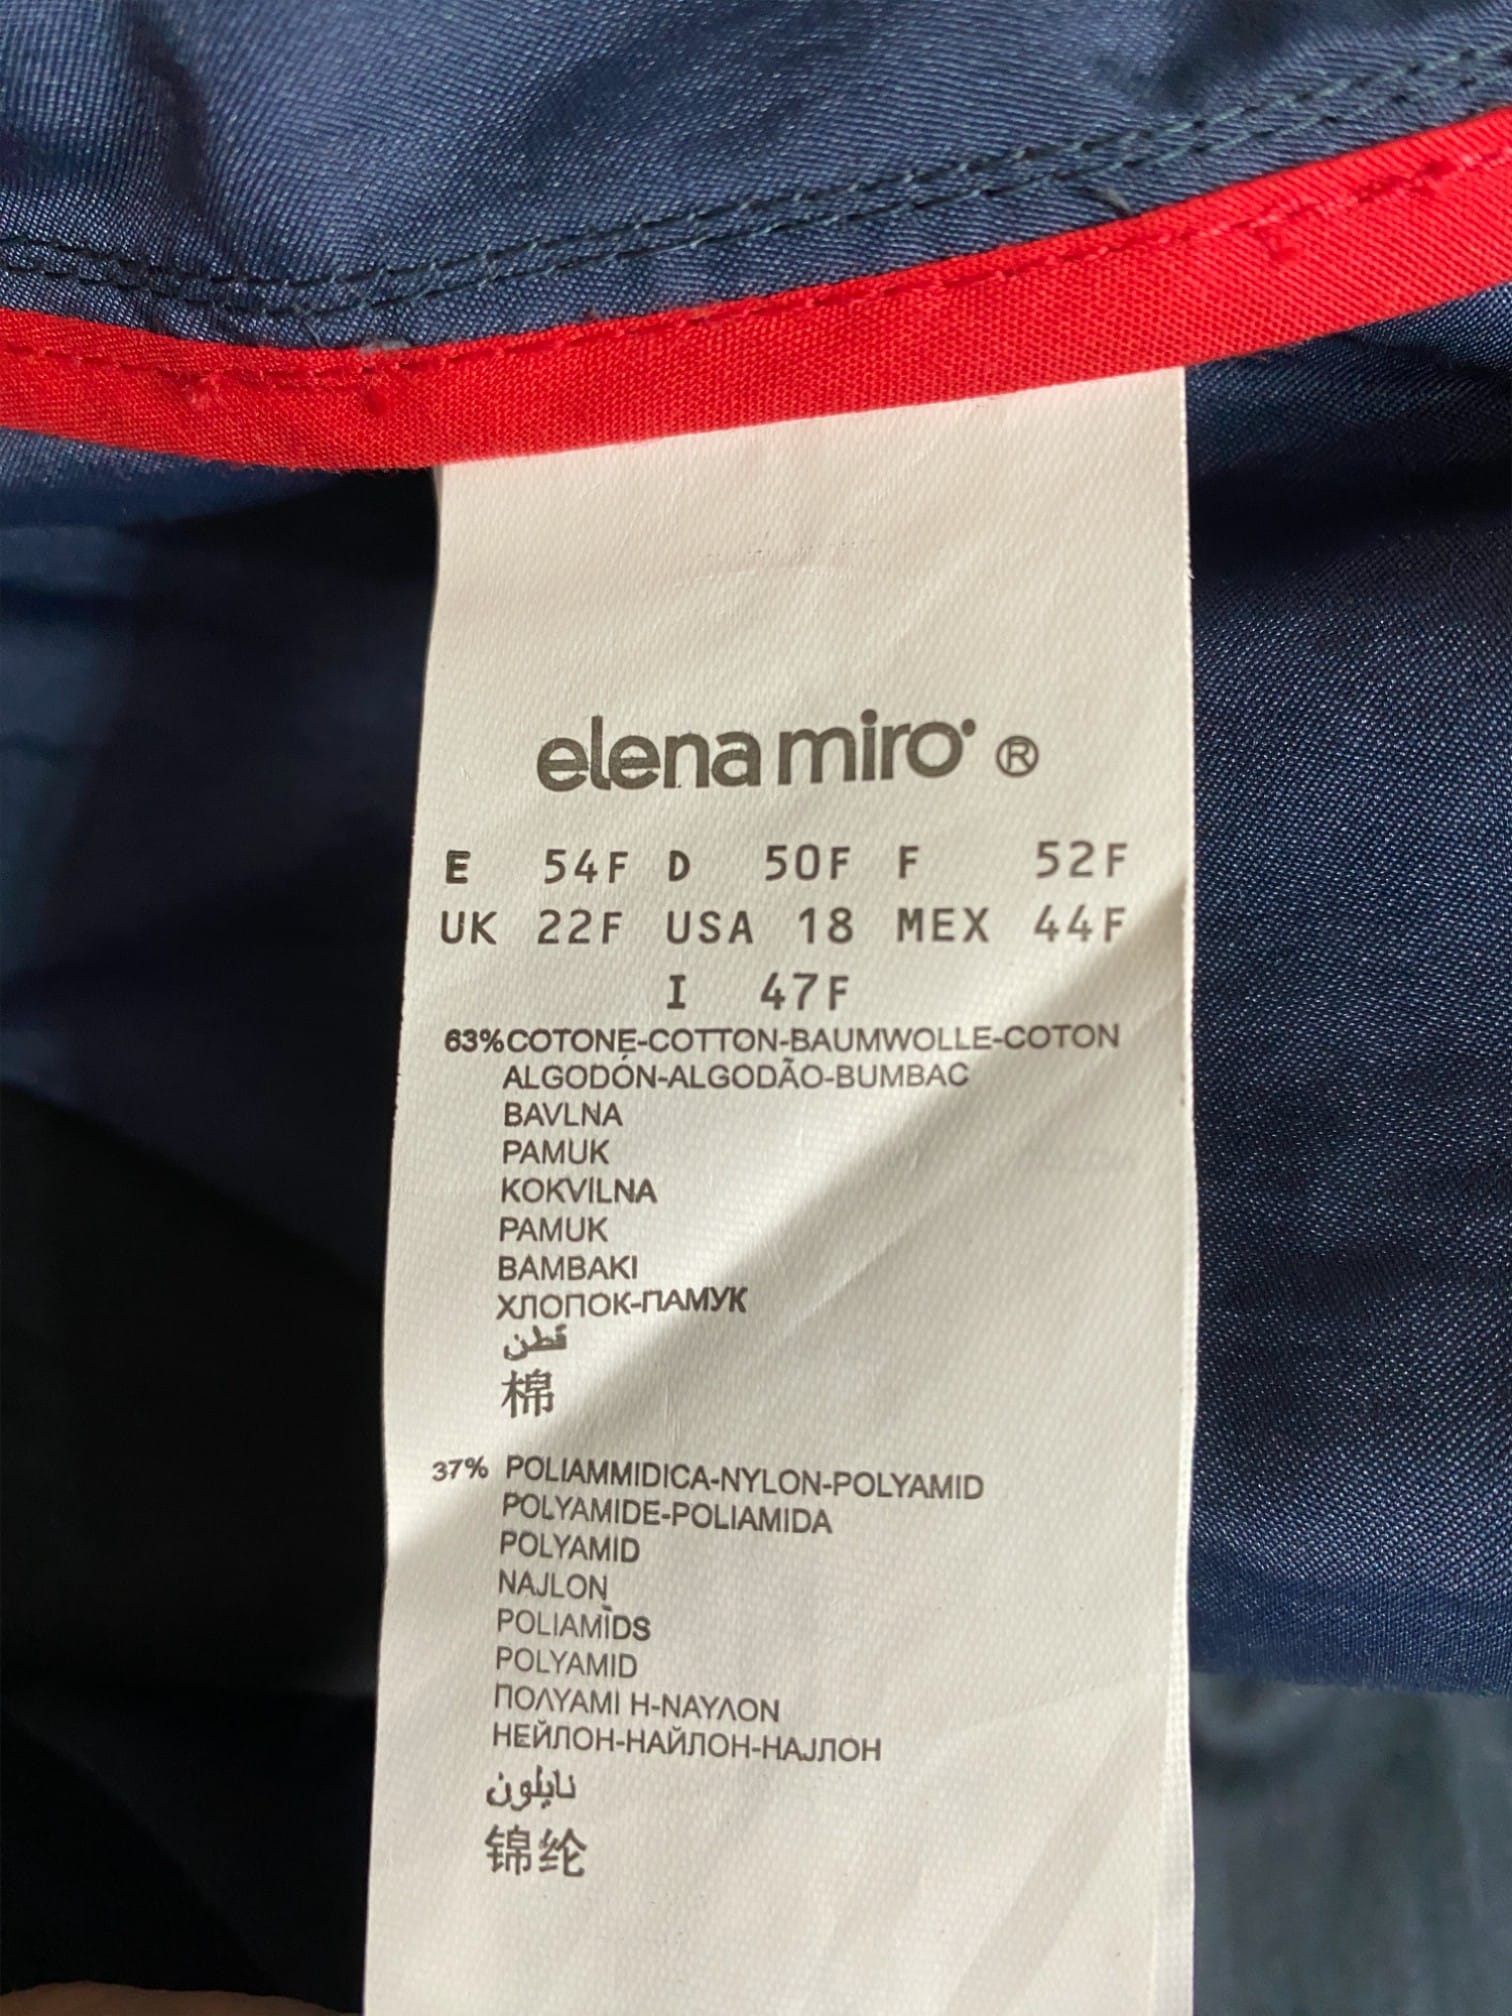 elena miro®
E 54F D 50F F 52F
UK 22F USA 18 MEX 44F
I 47F
63% COTONE-COTTON-BAUMWOLLE-COTON
ALGODÓN-ALGODÃO-BUMBAC
BAVLNA
PAMUK
KOKVILNA
PAMUK
BAMBAKI
ХЛОПОК-ПАМУК
قطن
棉
37% POLIAMMIDICA-NYLON-POLYAMID
POLYAMIDE-POLIAMIDA
POLYAMID
NAJLON
POLIAMĪDS
POLYAMID
ΠΟΛΥΑΜΙ Η-ΝΑΥΛΟΝ
НЕЙЛОН-НАЙЛОН-НАЈЛОН
نايلون
锦纶